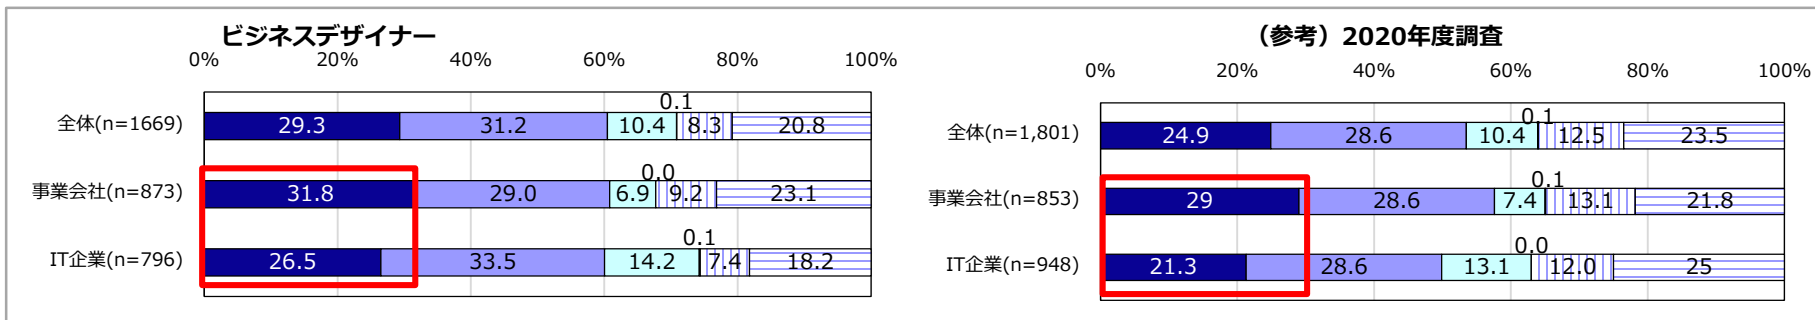 ビジネスデザイナー
0% 20% 40% 60% 80% 100%
0.1
全体(n=1669) 29.3 31.2 10.4 8.3 20.8
0.0
事業会社(n=873) 31.8 29.0 6.9 9.2 23.1
0.1
IT企業(n=796) 26.5 33.5 14.2 7.4 18.2
（参考）2020年度調査
0% 20% 40% 60% 80% 100%
0.1
全体(n=1,801) 24.9 28.6 10.4 12.5 23.5
0.1
事業会社(n=853) 29 28.6 7.4 13.1 21.8
0.0
IT企業(n=948) 21.3 28.6 13.1 12.0 25